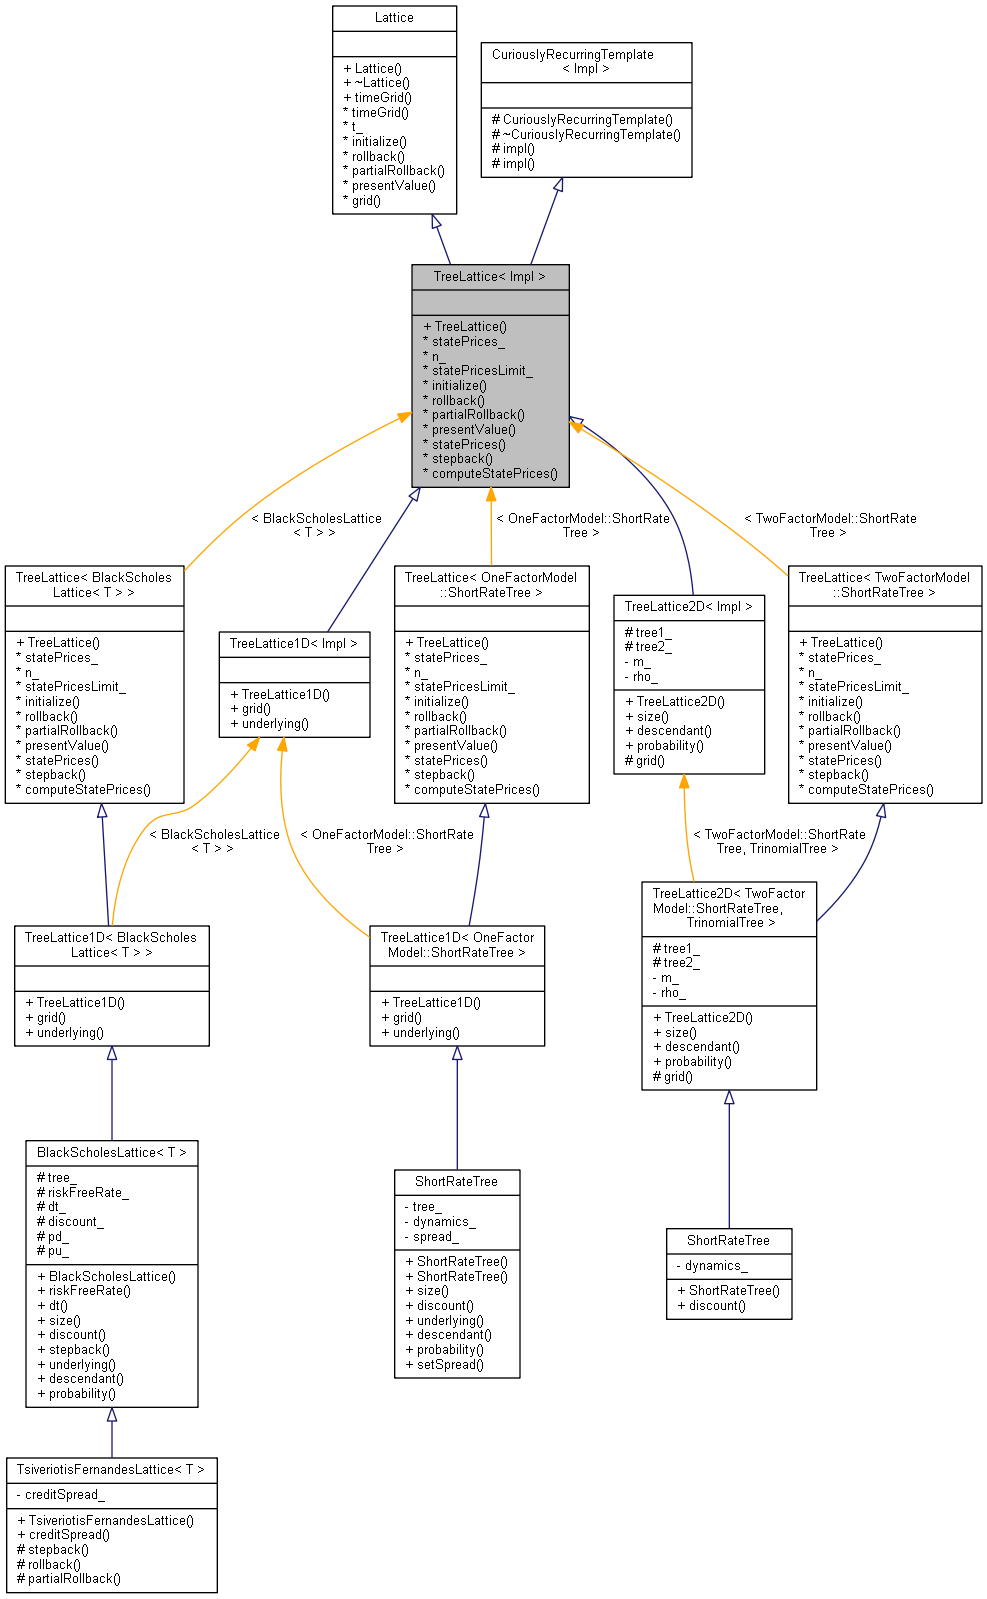 Lattice
+ Lattice()
+ ~Lattice()
+ timeGrid()
* timeGrid()
* t_
* initialize()
* rollback()
* partialRollback()
* presentValue()
* grid()
CuriouslyRecurringTemplate
< Impl >
# CuriouslyRecurringTemplate()
# ~CuriouslyRecurringTemplate()
# impl()
# impl()
TreeLattice< Impl >
+ TreeLattice()
* statePrices_
* n_
* statePricesLimit_
* initialize()
* rollback()
* partialRollback()
* presentValue()
* statePrices()
* stepback()
* computeStatePrices()
< BlackScholesLattice
< T > >
< OneFactorModel::ShortRate
Tree >
< TwoFactorModel::ShortRate
Tree >
TreeLattice< BlackScholes
Lattice< T > >
+ TreeLattice()
* statePrices_
* n_
* statePricesLimit_
* initialize()
* rollback()
* partialRollback()
* presentValue()
* statePrices()
* stepback()
* computeStatePrices()
TreeLattice1D< Impl >
+ TreeLattice1D()
+ grid()
+ underlying()
TreeLattice< OneFactorModel
::ShortRateTree >
+ TreeLattice()
* statePrices_
* n_
* statePricesLimit_
* initialize()
* rollback()
* partialRollback()
* presentValue()
* statePrices()
* stepback()
* computeStatePrices()
TreeLattice2D< Impl >
# tree1_
# tree2_
- m_
- rho_
+ TreeLattice2D()
+ size()
+ descendant()
+ probability()
# grid()
TreeLattice< TwoFactorModel
::ShortRateTree >
+ TreeLattice()
* statePrices_
* n_
* statePricesLimit_
* initialize()
* rollback()
* partialRollback()
* presentValue()
* statePrices()
* stepback()
* computeStatePrices()
< BlackScholesLattice
< T > >
< OneFactorModel::ShortRate
Tree >
< TwoFactorModel::ShortRate
Tree, TrinomialTree >
TreeLattice1D< BlackScholes
Lattice< T > >
+ TreeLattice1D()
+ grid()
+ underlying()
TreeLattice1D< OneFactor
Model::ShortRateTree >
+ TreeLattice1D()
+ grid()
+ underlying()
TreeLattice2D< TwoFactor
Model::ShortRateTree,
TrinomialTree >
# tree1_
# tree2_
- m_
- rho_
+ TreeLattice2D()
+ size()
+ descendant()
+ probability()
# grid()
BlackScholesLattice< T >
# tree_
# riskFreeRate_
# dt_
# discount_
# pd_
# pu_
+ BlackScholesLattice()
+ riskFreeRate()
+ dt()
+ size()
+ discount()
+ stepback()
+ underlying()
+ descendant()
+ probability()
ShortRateTree
- tree_
- dynamics_
- spread_
+ ShortRateTree()
+ ShortRateTree()
+ size()
+ discount()
+ underlying()
+ descendant()
+ probability()
+ setSpread()
ShortRateTree
- dynamics_
+ ShortRateTree()
+ discount()
TsiveriotisFernandesLattice< T >
- creditSpread_
+ TsiveriotisFernandesLattice()
+ creditSpread()
# stepback()
# rollback()
# partialRollback()